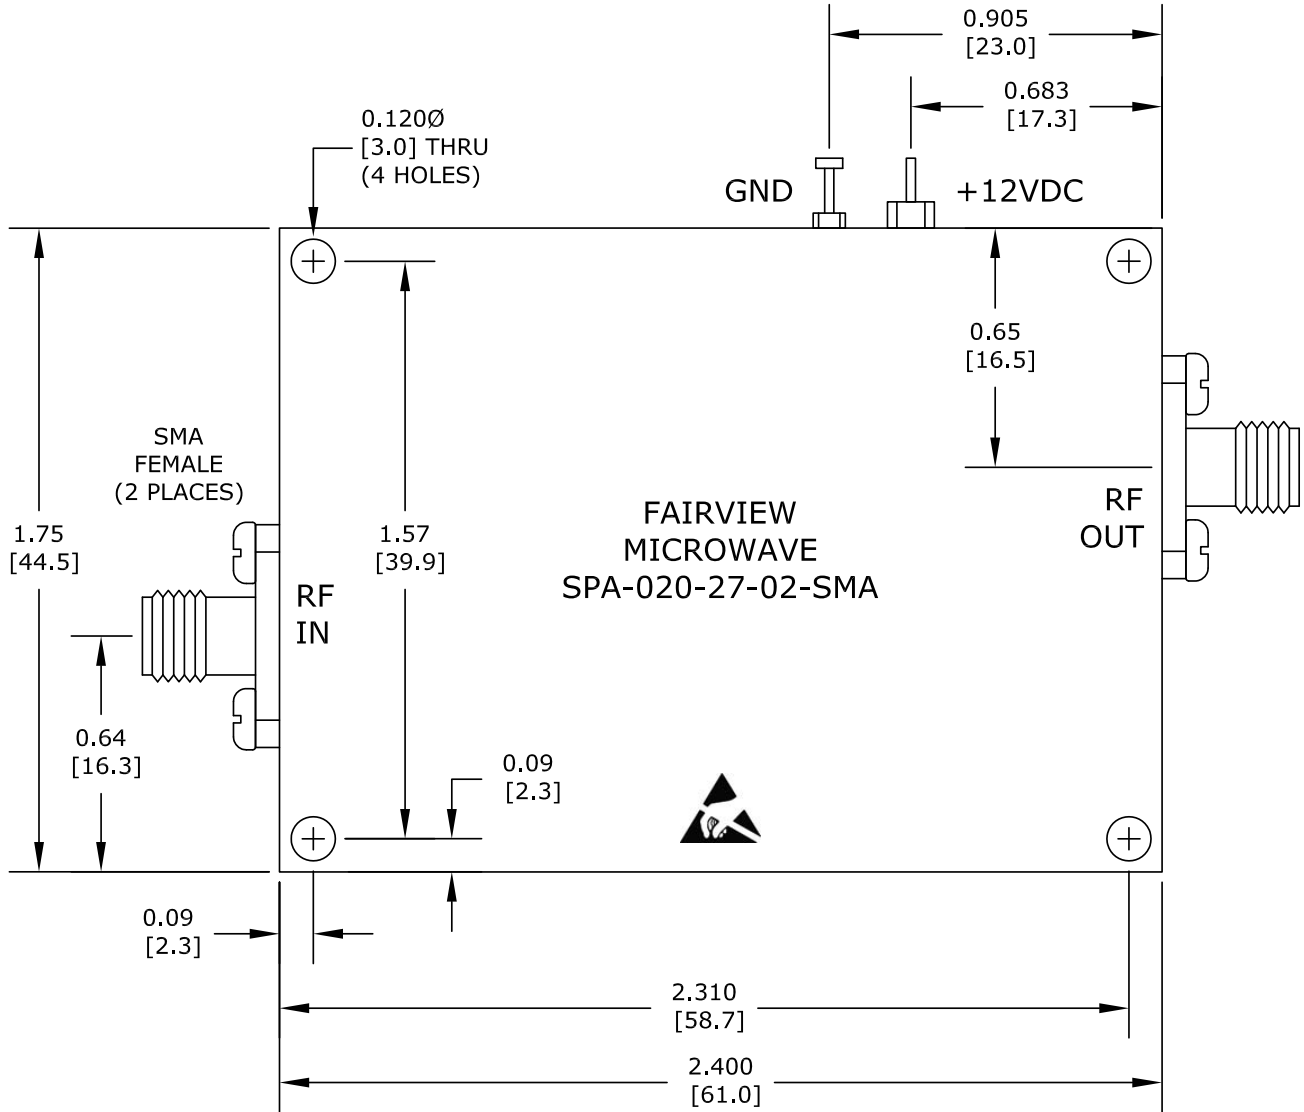 0.905
[23.0]
0.683
[17.3]
0.120Ø
[3.0] THRU
(4 HOLES)
GND
+12VDC
0.65
[16.5]
SMA
FEMALE
(2 PLACES)
1.75
[44.5]
1.57
[39.9]
FAIRVIEW
MICROWAVE
SPA-020-27-02-SMA
RF
OUT
RF
IN
0.64
[16.3]
0.09
[2.3]
0.09
[2.3]
2.310
[58.7]
2.400
[61.0]